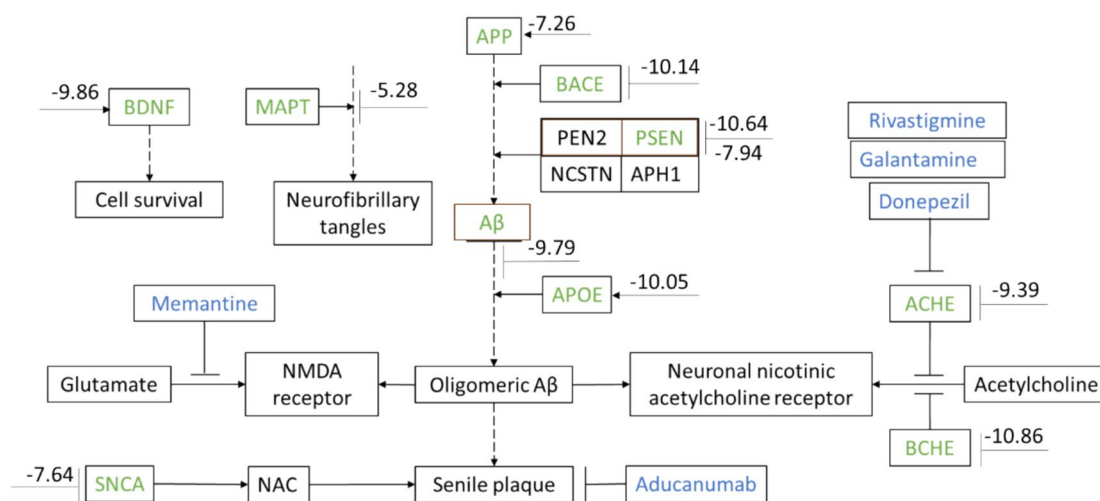 -7.26
APP
-9.86
BDNF
MAPT
-5.28
BACE
-10.14
PEN2
PSEN
-10.64
-7.94
NCSTN
APH1
Rivastigmine
Galantamine
Donepezil
Cell survival
Neurofibrillary
tangles
Aβ
-9.79
Memantine
APOE
-10.05
ACHE
-9.39
Glutamate
NMDA
receptor
Oligomeric Aβ
Neuronal nicotinic
acetylcholine receptor
Acetylcholine
BCHE
-10.86
-7.64
SNCA
NAC
Senile plaque
Aducanumab